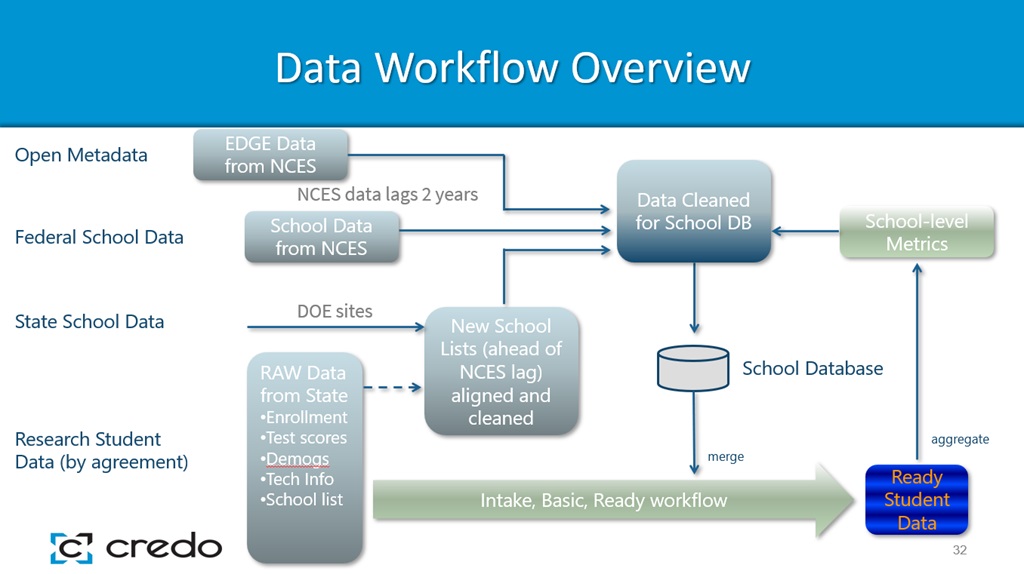 Data Workflow Overview
Open Metadata
EDGE Data
from NCES
NCES data lags 2 years
Federal School Data
School Data
from NCES
Data Cleaned
for School DB
School-level
Metrics
State School Data
DOE sites
New School
Lists (ahead of
NCES lag)
aligned and
cleaned
School Database
RAW Data
from State
•Enrollment
•Test scores
•Demogs
•Tech Info
•School list
Research Student
Data (by agreement)
merge
aggregate
Intake, Basic, Ready workflow
Ready
Student
Data
credo
32